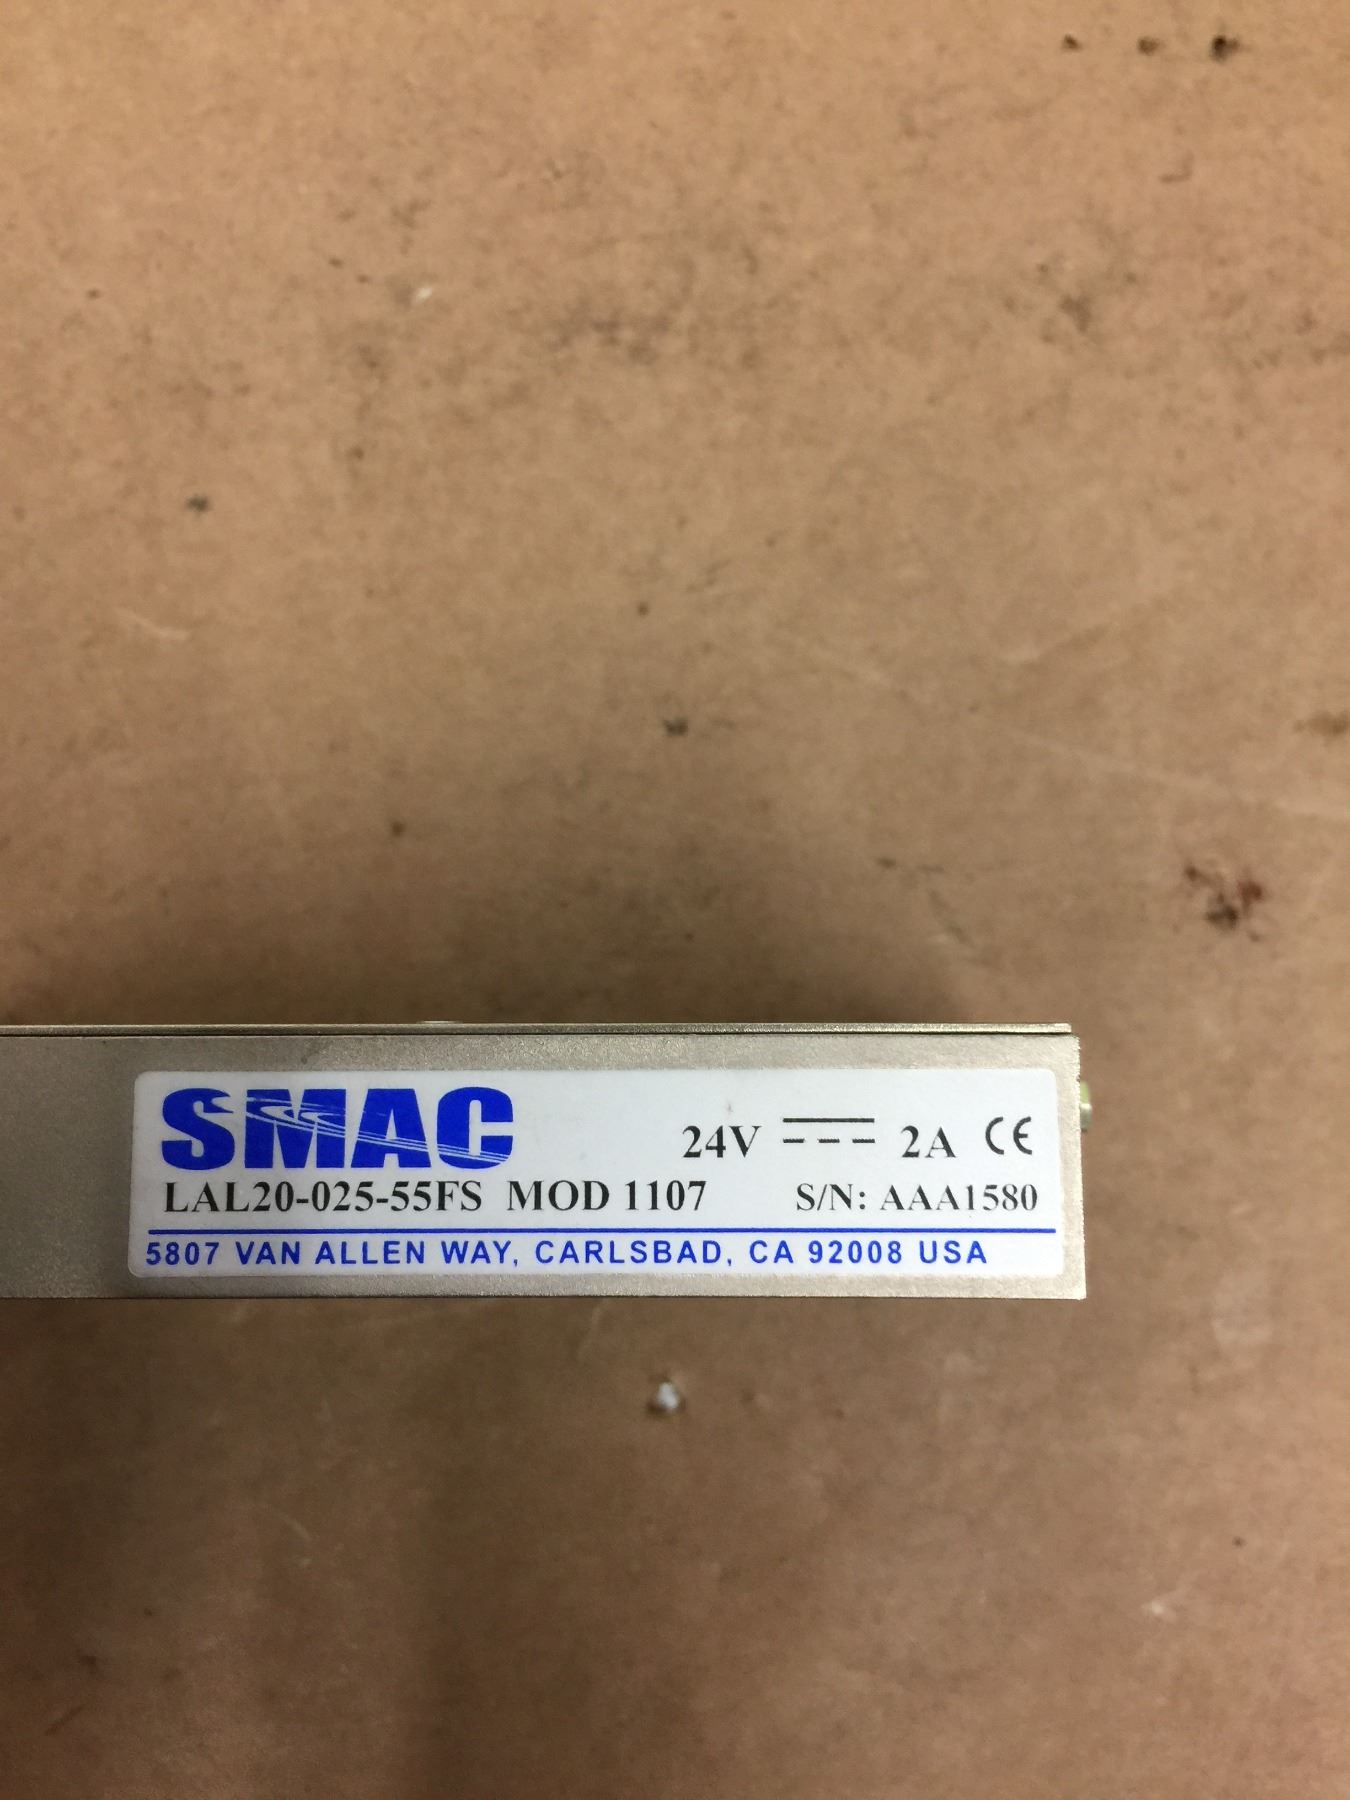 SMAC
24V ⎓ 2A CE
LAL20-025-55FS MOD 1107 S/N: AAA1580
5807 VAN ALLEN WAY, CARLSBAD, CA 92008 USA